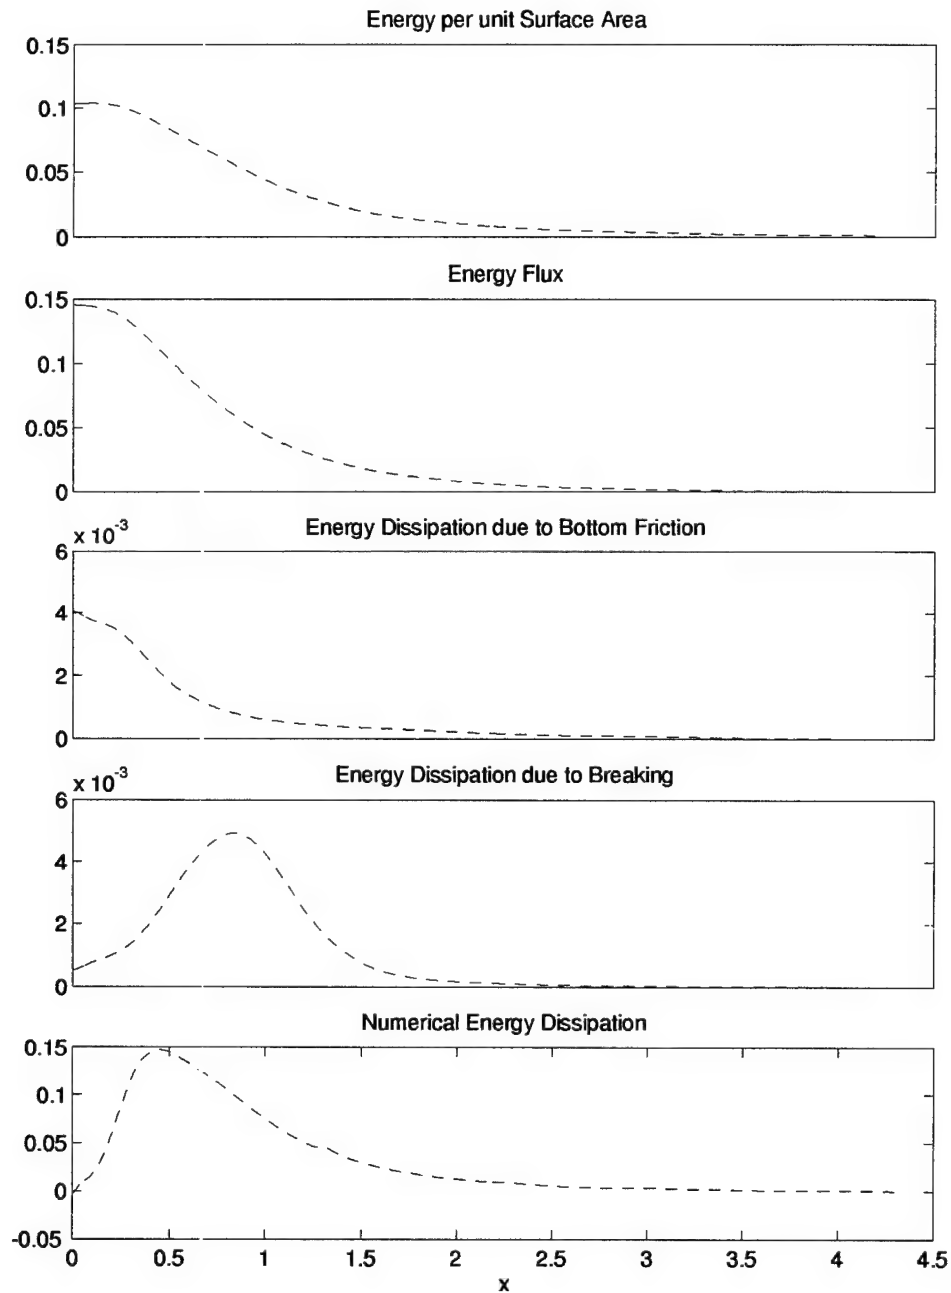 Energy per unit Surface Area
0.15
0.1
0.05
0
Energy Flux
0.15
0.1
0.05
0
x 10-3
Energy Dissipation due to Bottom Friction
6
4
2
0
x 10-3
Energy Dissipation due to Breaking
6
4
2
0
Numerical Energy Dissipation
0.15
0.1
0.05
0
-0.05
0 0.5 1 1.5 2 2.5 3 3.5 4 4.5
x